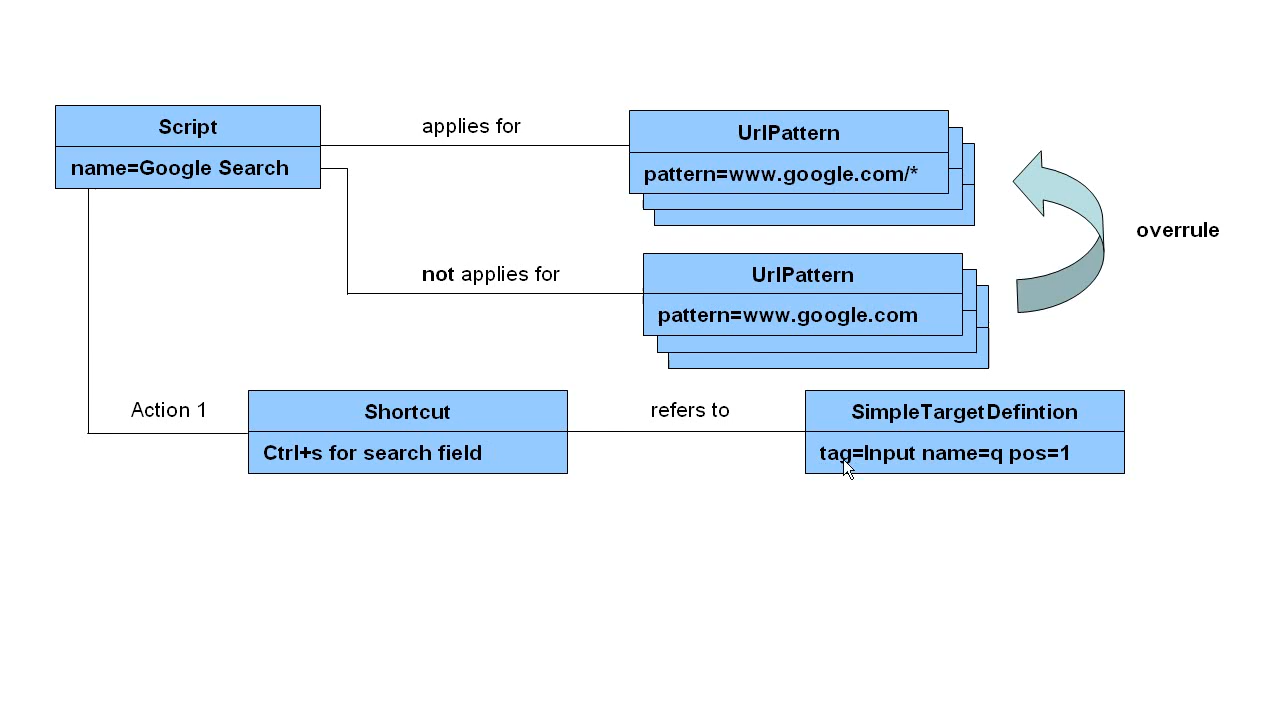 Script
name=Google Search
applies for
UrlPattern
pattern=www.google.com/*
overrule
not applies for
UrlPattern
pattern=www.google.com
Action 1
Shortcut
Ctrl+s for search field
refers to
SimpleTargetDefintion
tag=Input name=q pos=1